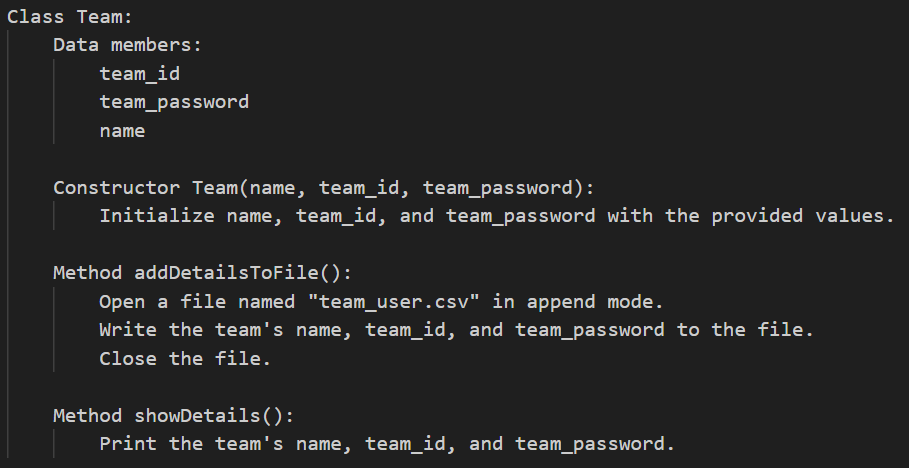 Class Team:
Data members:
team_id
team_password
name
Constructor Team(name, team_id, team_password):
Initialize name, team_id, and team_password with the provided values.
Method addDetailsToFile():
Open a file named "team_user.csv" in append mode.
Write the team's name, team_id, and team_password to the file.
Close the file.
Method showDetails():
Print the team's name, team_id, and team_password.